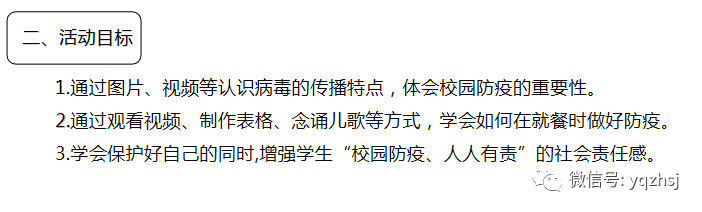 二、活动目标
1.通过图片、视频等认识病毒的传播特点，体会校园防疫的重要性。
2.通过观看视频、制作表格、念诵儿歌等方式，学会如何在就餐时做好防疫。
3.学会保护好自己的同时,增强学生“校园防疫、人人有责”的社会责任感。
微信号: yqzhsj